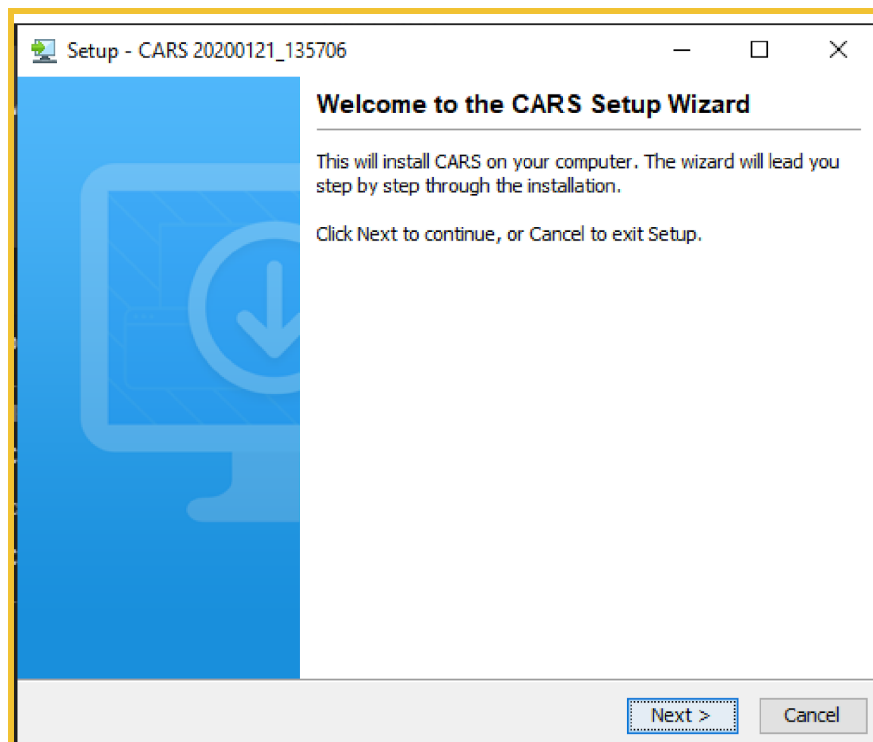 Setup - CARS 20200121_135706
Welcome to the CARS Setup Wizard
This will install CARS on your computer. The wizard will lead you
step by step through the installation.
Click Next to continue, or Cancel to exit Setup.
Next >
Cancel